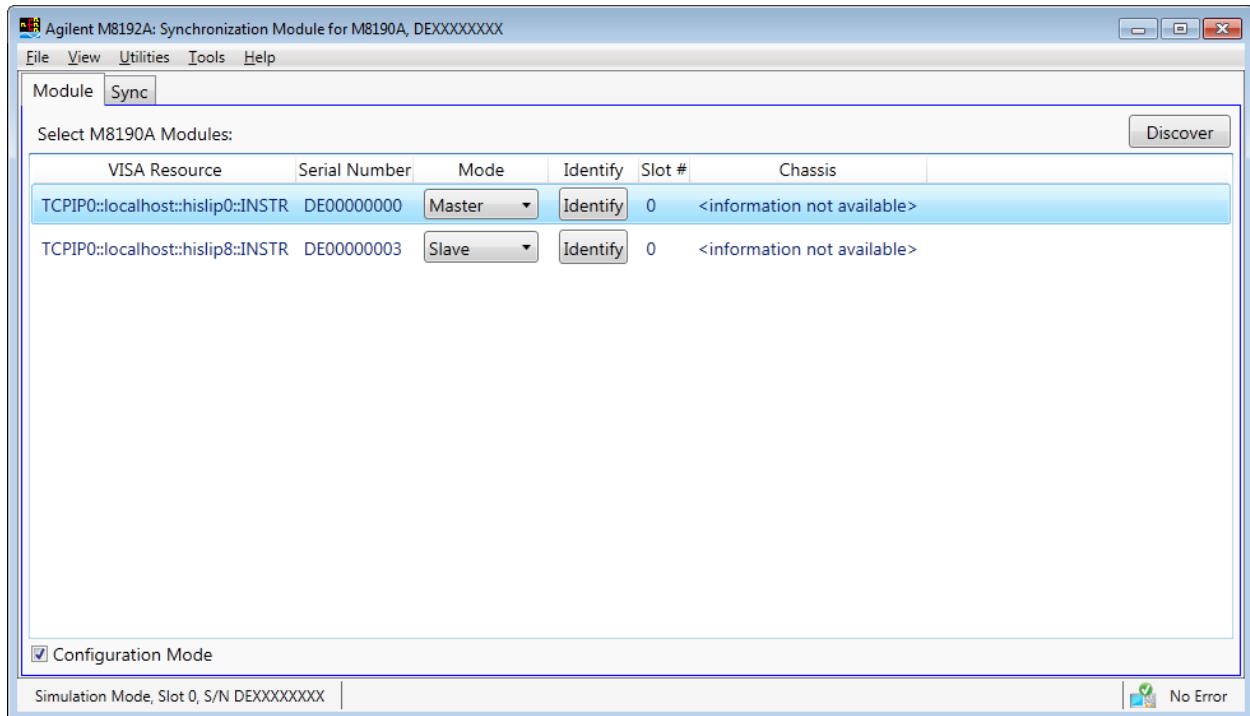 Agilent M8192A: Synchronization Module for M8190A, DEXXXXXXXX
File View Utilities Tools Help
Module Sync
Select M8190A Modules: Discover
VISA Resource Serial Number Mode Identify Slot # Chassis
TCPIP0::localhost::hislip0::INSTR DE00000000 Master Identify 0 <information not available>
TCPIP0::localhost::hislip8::INSTR DE00000003 Slave Identify 0 <information not available>
Configuration Mode
Simulation Mode, Slot 0, S/N DEXXXXXXXX No Error